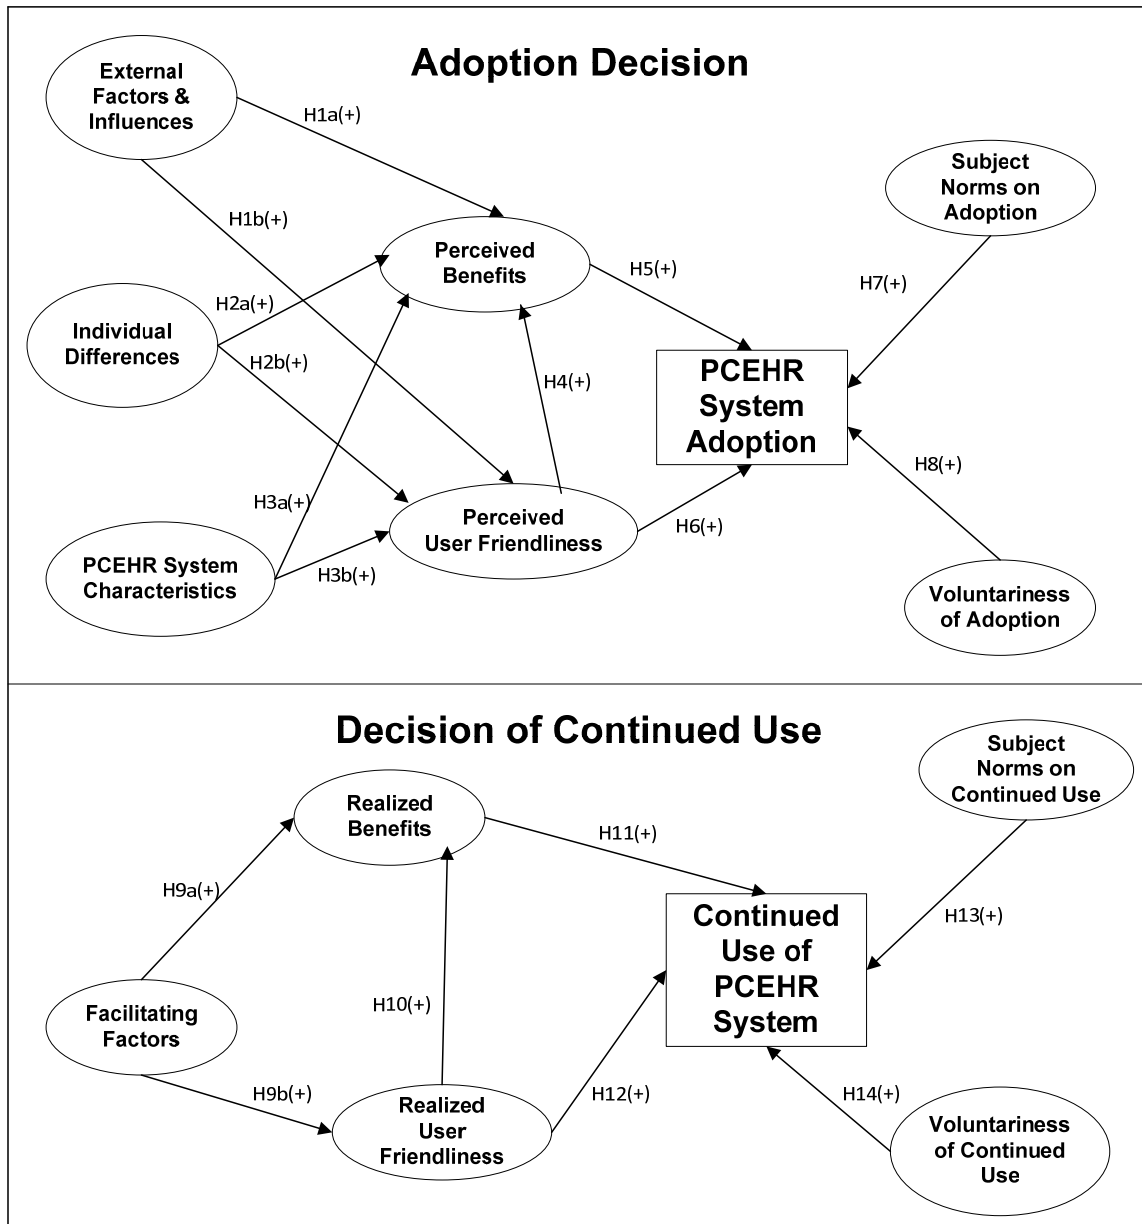 Adoption Decision
External
Factors &
Influences
H1a(+)
Subject
Norms on
Adoption
H1b(+)
Perceived
Benefits
H5(+)
H7(+)
H2a(+)
Individual
Differences
H2b(+)
H4(+)
PCEHR
System
Adoption
H8(+)
H3a(+)
Perceived
User Friendliness
H6(+)
PCEHR System
Characteristics
H3b(+)
Voluntariness
of Adoption
Decision of Continued Use
Subject
Norms on
Continued Use
Realized
Benefits
H11(+)
H9a(+)
H13(+)
Continued
Use of
PCEHR
System
H10(+)
Facilitating
Factors
H9b(+)
H12(+)
H14(+)
Realized
User
Friendliness
Voluntariness
of Continued
Use